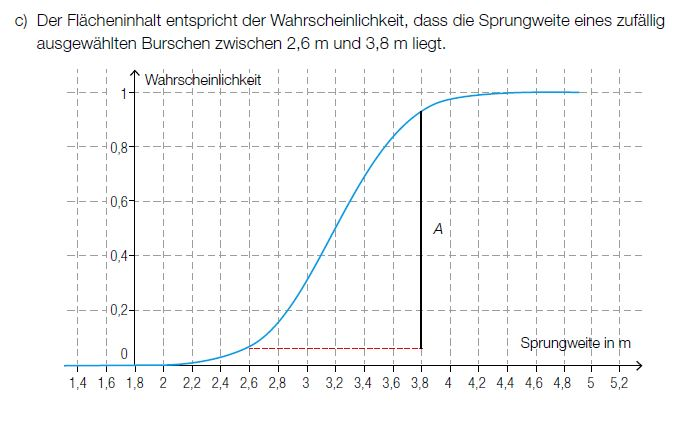 c) Der Flächeninhalt entspricht der Wahrscheinlichkeit, dass die Sprungweite eines zufällig
ausgewählten Burschen zwischen 2,6 m und 3,8 m liegt.
Wahrscheinlichkeit
1
0,8
0,6
A
0,4
0,2
Sprungweite in m
0
1,4 1,6 1,8 2 2,2 2,4 2,6 2,8 3 3,2 3,4 3,6 3,8 4 4,2 4,4 4,6 4,8 5 5,2